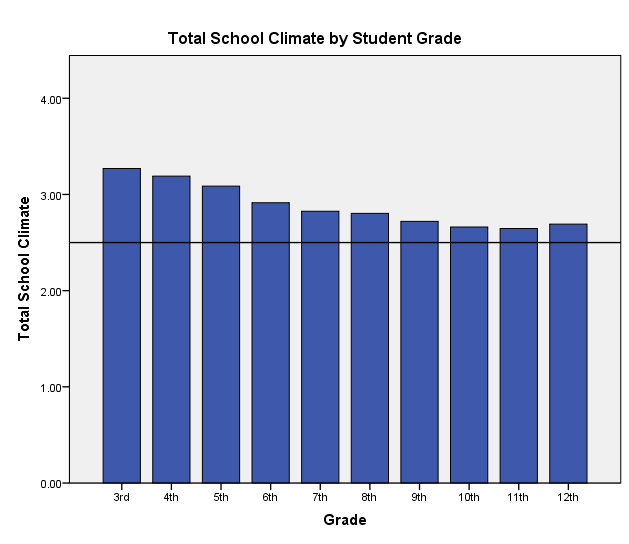 Total School Climate by Student Grade
Total School Climate
4.00
3.00
2.00
1.00
0.00
3rd 4th 5th 6th 7th 8th 9th 10th 11th 12th
Grade